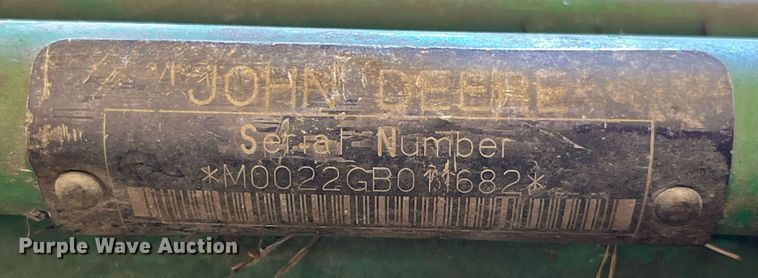 JOHN DEERE
Serial Number
*M0022GB011682*
Purple Wave Auction